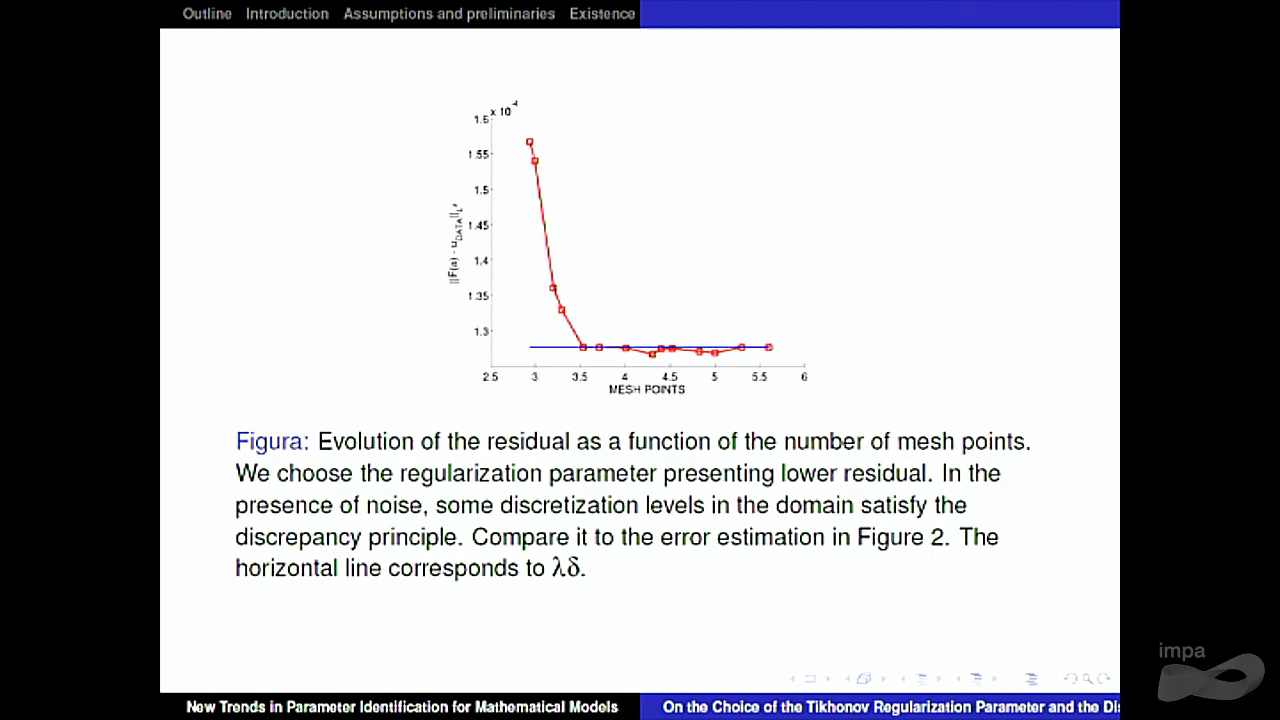 Outline Introduction Assumptions and preliminaries Existence
x 10^-4
1.6
1.55
1.5
1.45
1.4
1.35
1.3
2.5 3 3.5 4 4.5 5 5.5 6
MESH POINTS
Figura: Evolution of the residual as a function of the number of mesh points.
We choose the regularization parameter presenting lower residual. In the
presence of noise, some discretization levels in the domain satisfy the
discrepancy principle. Compare it to the error estimation in Figure 2. The
horizontal line corresponds to λδ.
impa
New Trends in Parameter Identification for Mathematical Models On the Choice of the Tikhonov Regularization Parameter and the Dis